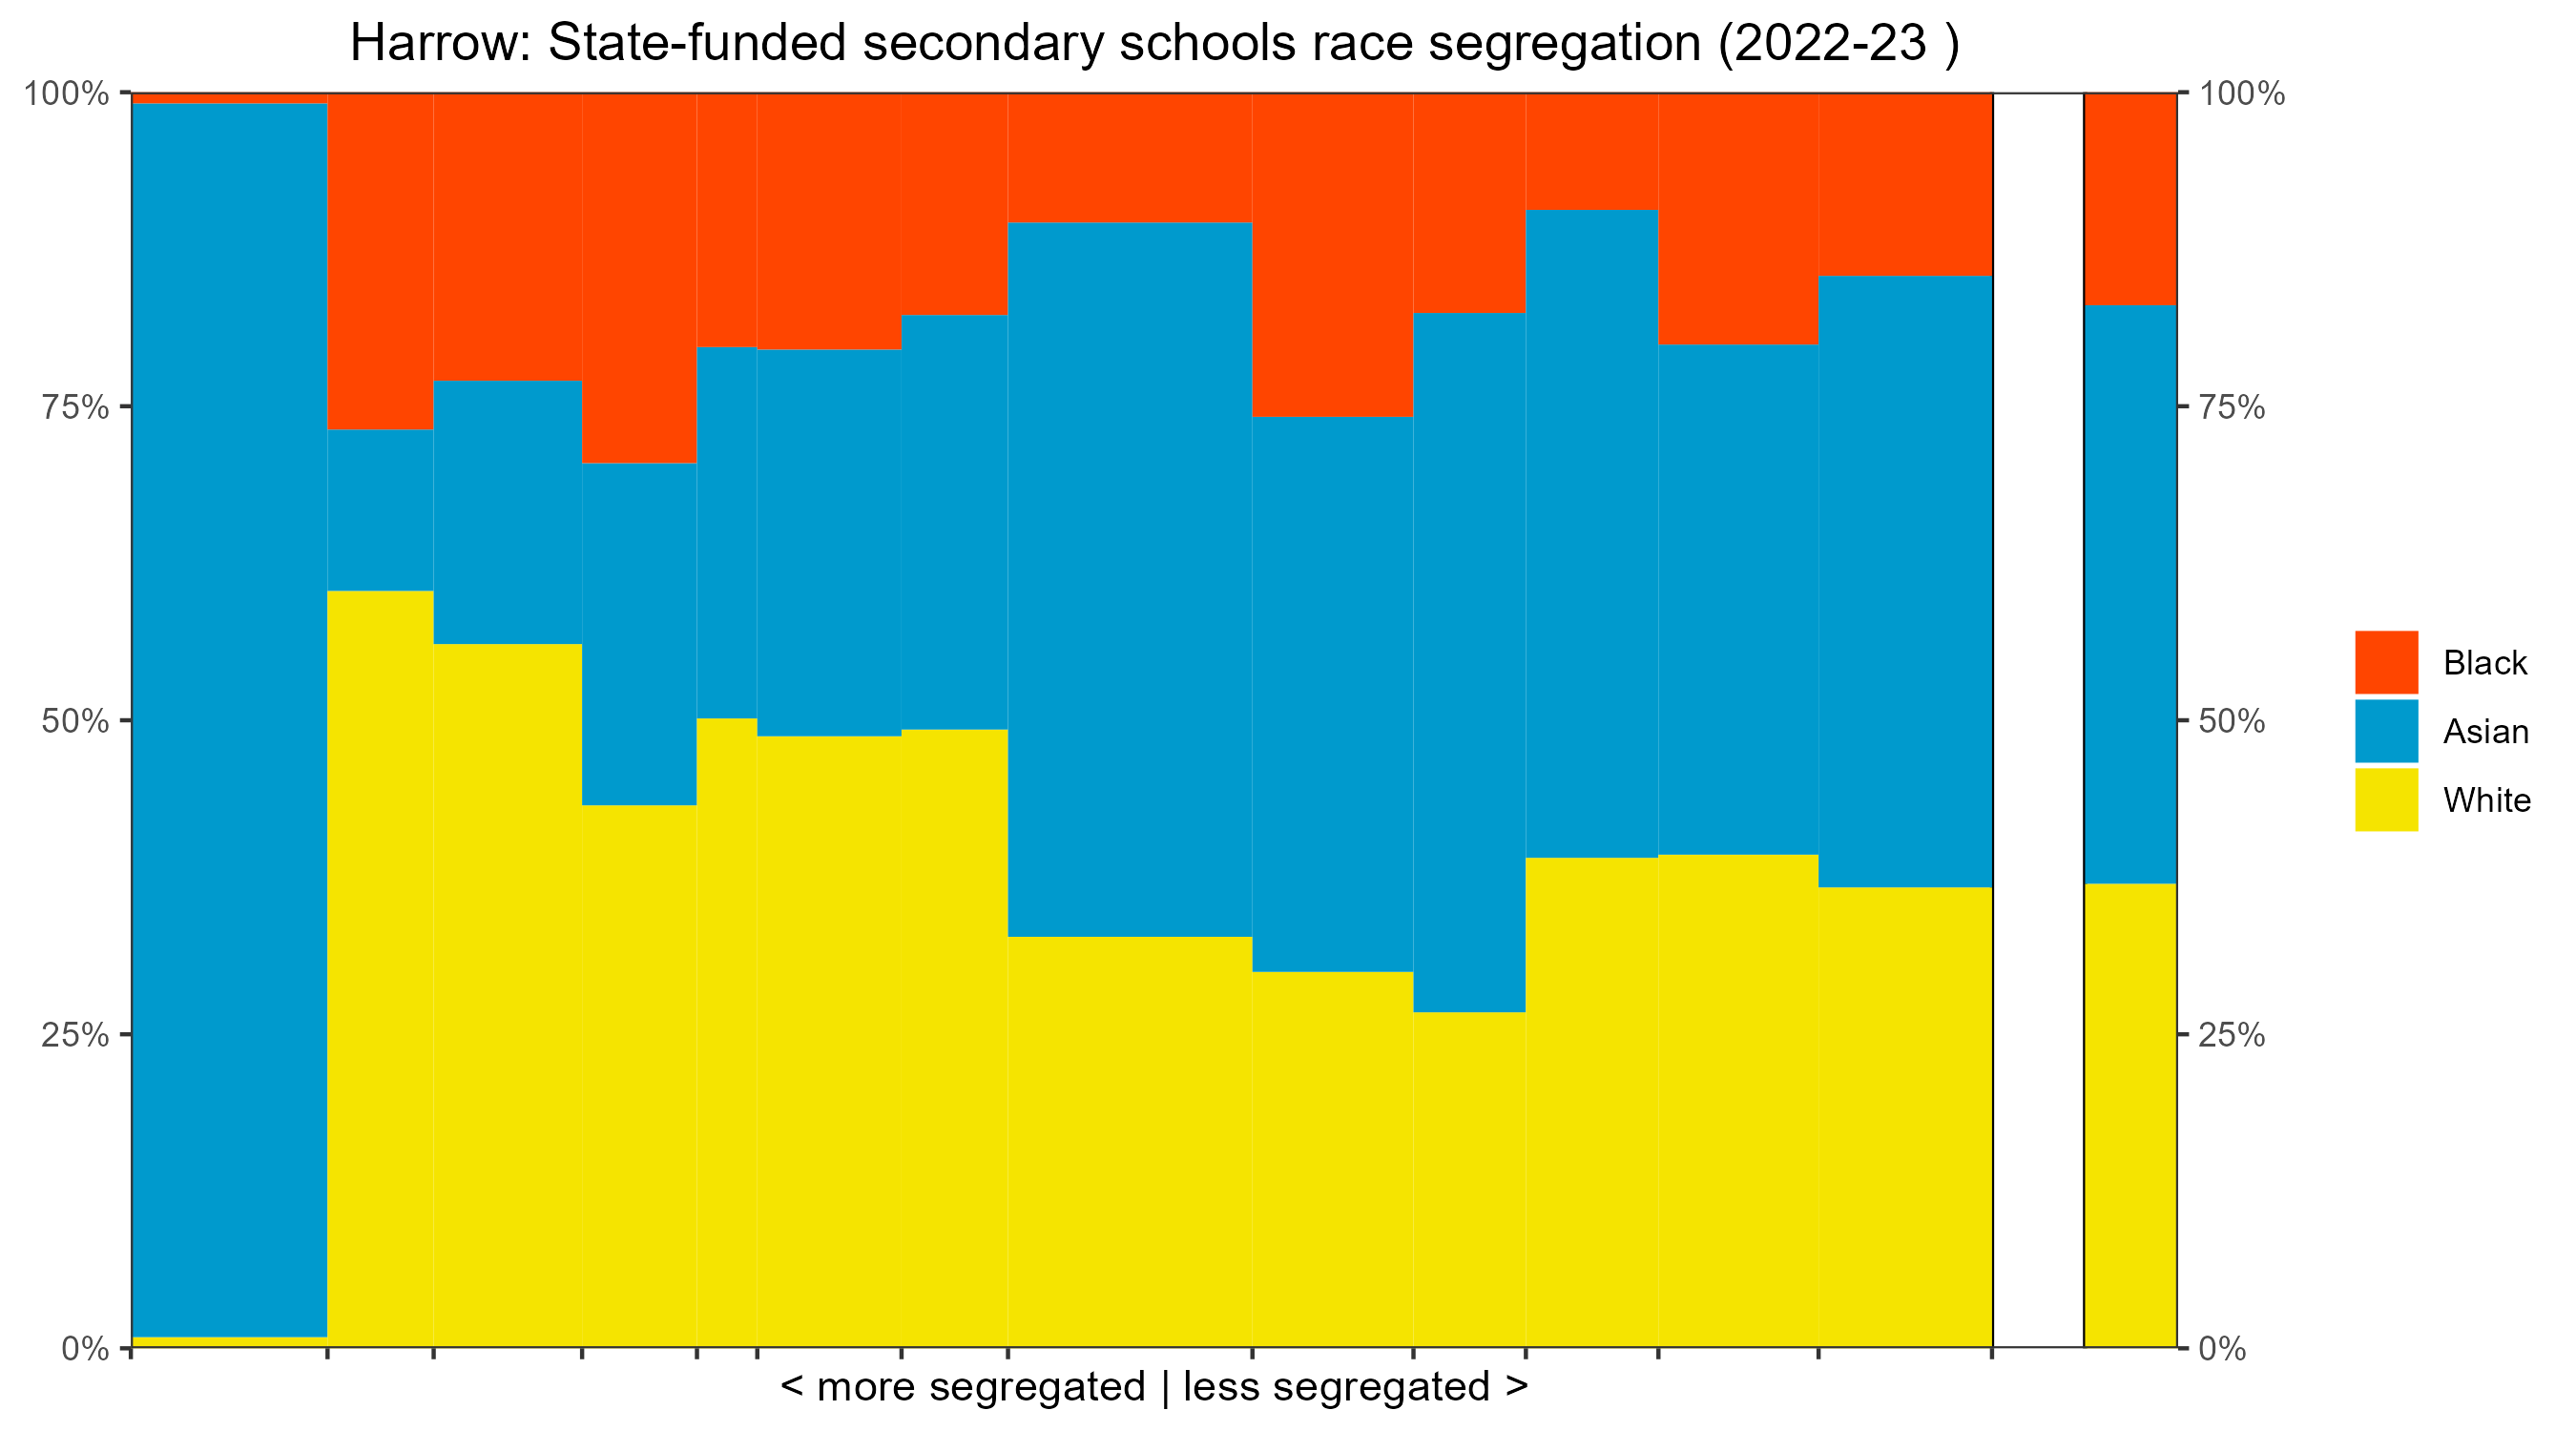 Harrow: State-funded secondary schools race segregation (2022-23 )
100%
75%
50%
25%
0%
100%
75%
50%
25%
0%
Black
Asian
White
< more segregated | less segregated >